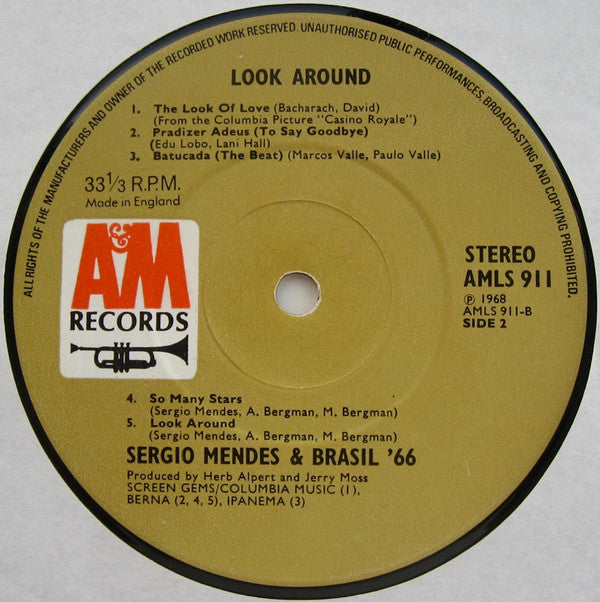 ALL RIGHTS OF THE MANUFACTURERS AND OWNER OF THE RECORDED WORK RESERVED. UNAUTHORISED PUBLIC PERFORMANCES, BROADCASTING AND COPYING PROHIBITED.
LOOK AROUND
1. The Look Of Love (Bacharach, David)
(From the Columbia Picture "Casino Royale")
2. Pradizer Adeus (To Say Goodbye)
(Edu Lobo, Lani Hall)
3. Batucada (The Beat) (Marcos Valle, Paulo Valle)
33⅓ R.P.M.
Made in England
A&M
RECORDS
STEREO
AMLS 911
℗ 1968
AMLS 911-B
SIDE 2
4. So Many Stars
(Sergio Mendes, A. Bergman, M. Bergman)
5. Look Around
(Sergio Mendes, A. Bergman, M. Bergman)
SERGIO MENDES & BRASIL '66
Produced by Herb Alpert and Jerry Moss
SCREEN GEMS/COLUMBIA MUSIC (1),
BERNA (2, 4, 5), IPANEMA (3)